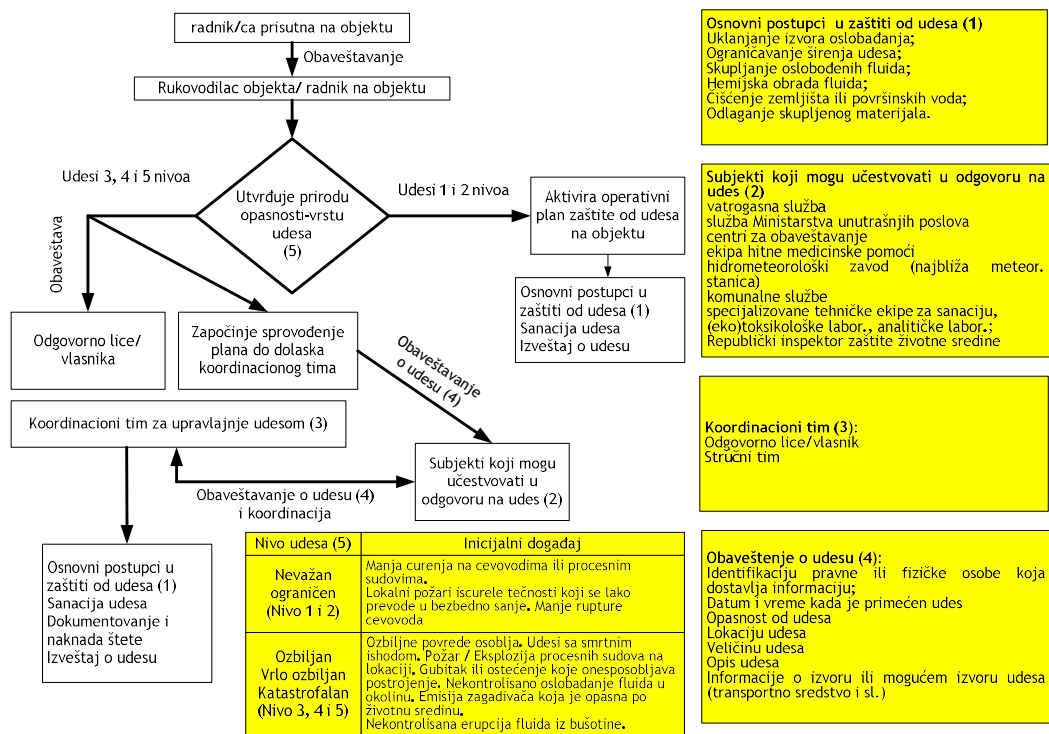 radnik/ca prisutna na objektu
Obaveštavanje
Rukovodilac objekta/ radnik na objektu
Udesi 3, 4 i 5 nivoa
Utvrđuje prirodu
opasnosti-vrstu
udesa
(5)
Udesi 1 i 2 nivoa
Aktivira operativni
plan zaštite od udesa
na objektu
Obaveštava
Osnovni postupci u
zaštiti od udesa (1)
Sanacija udesa
Izveštaj o udesu
Odgovorno lice/
vlasnika
Započinje sprovođenje
plana do dolaska
koordinacionog tima
Obaveštavanje
o udesu (4)
Koordinacioni tim za upravlajnje udesom (3)
Subjekti koji mogu
učestvovati u
odgovoru na udes (2)
Obaveštavanje o udesu (4)
i koordinacija
Osnovni postupci u
zaštiti od udesa (1)
Sanacija udesa
Dokumentovanje i
naknada štete
Izveštaj o udesu
Nivo udesa (5)
Inicijalni događaj
Nevažan
ograničen
(Nivo 1 i 2)
Manja curenja na cevovodima ili procesnim
sudovima.
Lokalni požari iscurele tečnosti koji se lako
prevode u bezbedno sanje. Manje rupture
cevovoda
Ozbiljan
Vrlo ozbiljan
Katastrofalan
(Nivo 3, 4 i 5)
Ozbiljne povrede osoblja. Udesi sa smrtnim
ishodom. Požar / Eksplozija procesnih sudova na
lokaciji. Gubitak ili ostećenje koje onesposobljava
postrojenje. Nekontrolisano oslobađanje fluida u
okolinu. Emisija zagađivača koja je opasna po
životnu sredinu.
Nekontrolisana erupcija fluida iz bušotine.
Osnovni postupci u zaštiti od udesa (1)
Uklanjanje izvora oslobađanja;
Ograničavanje širenja udesa;
Skupljanje oslobođenih fluida;
Hemijska obrada fluida;
Čišćenje zemljišta ili površinskih voda;
Odlaganje skupljenog materijala.
Subjekti koji mogu učestvovati u odgovoru na
udes (2)
vatrogasna služba
služba Ministarstva unutrašnjih poslova
centri za obaveštavanje
ekipa hitne medicinske pomoći
hidrometeorološki zavod (najbliža meteor.
stanica)
komunalne službe
specijalizovane tehničke ekipe za sanaciju,
(eko)toksikološke labor., analitičke labor.;
Republički inspektor zaštite životne sredine
Koordinacioni tim (3):
Odgovorno lice/vlasnik
Stručni tim
Obaveštenje o udesu (4):
Identifikaciju pravne ili fizičke osobe koja
dostavlja informaciju;
Datum i vreme kada je primećen udes
Opasnost od udesa
Lokaciju udesa
Veličinu udesa
Opis udesa
Informacije o izvoru ili mogućem izvoru udesa
(transportno sredstvo i sl.)